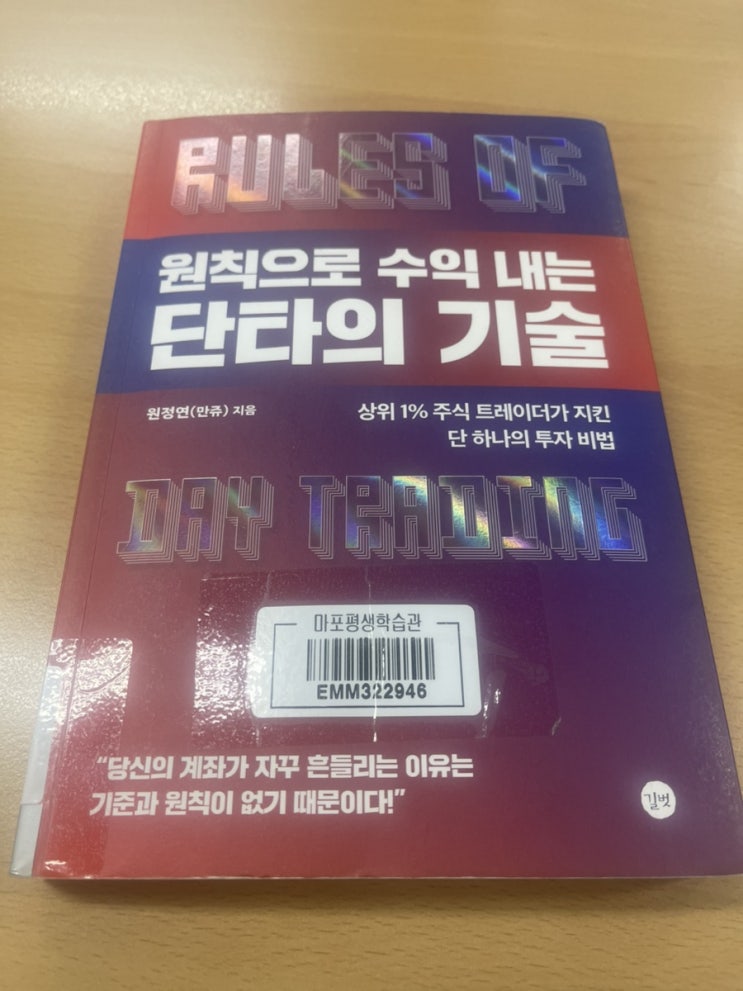 RULES OF
원칙으로 수익 내는
단타의 기술
원정연(만쥬) 지음
상위 1% 주식 트레이더가 지킨
단 하나의 투자 비법
DAY TRADING
마포평생학습관
EMM322946
“당신의 계좌가 자꾸 흔들리는 이유는
기준과 원칙이 없기 때문이다!”
길벗